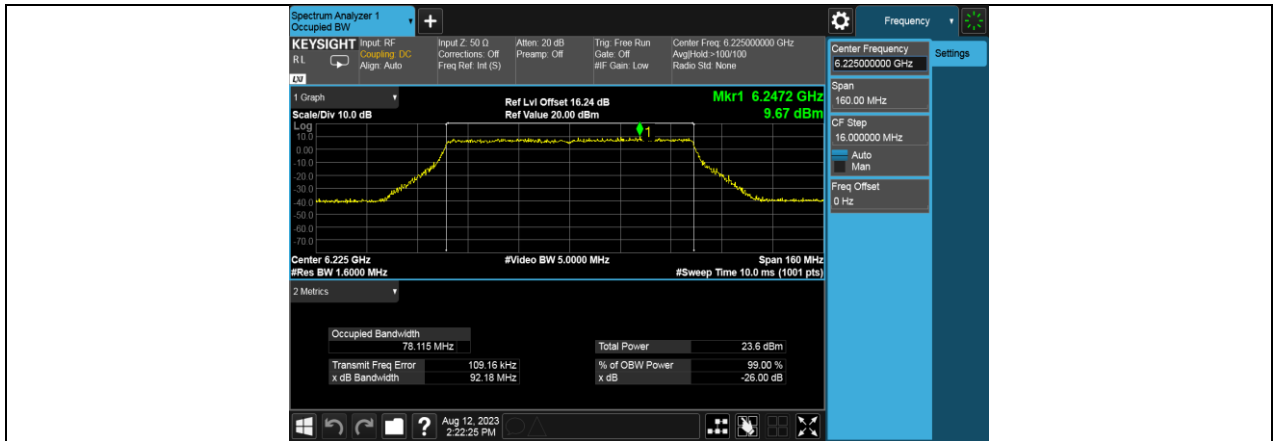 Spectrum Analyzer 1
Occupied BW
Frequency
KEYSIGHT
RL
LXI
Input: RF
Coupling: DC
Align: Auto
Input Z: 50 Ω
Corrections: Off
Freq Ref: Int (S)
Atten: 20 dB
Preamp: Off
Trig: Free Run
Gate: Off
#IF Gain: Low
Center Freq: 6.225000000 GHz
Avg|Hold:>100/100
Radio Std: None
Center Frequency
6.225000000 GHz
Settings
Span
160.00 MHz
CF Step
16.000000 MHz
Auto
Man
Freq Offset
0 Hz
1 Graph
Scale/Div 10.0 dB
Ref Lvl Offset 16.24 dB
Ref Value 20.00 dBm
Mkr1 6.2472 GHz
9.67 dBm
Log
10.0
0.00
-10.0
-20.0
-30.0
-40.0
-50.0
-60.0
-70.0
1
Center 6.225 GHz
#Video BW 5.0000 MHz
Span 160 MHz
#Res BW 1.6000 MHz
#Sweep Time 10.0 ms (1001 pts)
2 Metrics
Occupied Bandwidth
78.115 MHz
Total Power 23.6 dBm
Transmit Freq Error 109.16 kHz
% of OBW Power 99.00 %
x dB Bandwidth 92.18 MHz
x dB -26.00 dB
?
Aug 12, 2023
2:22:25 PM